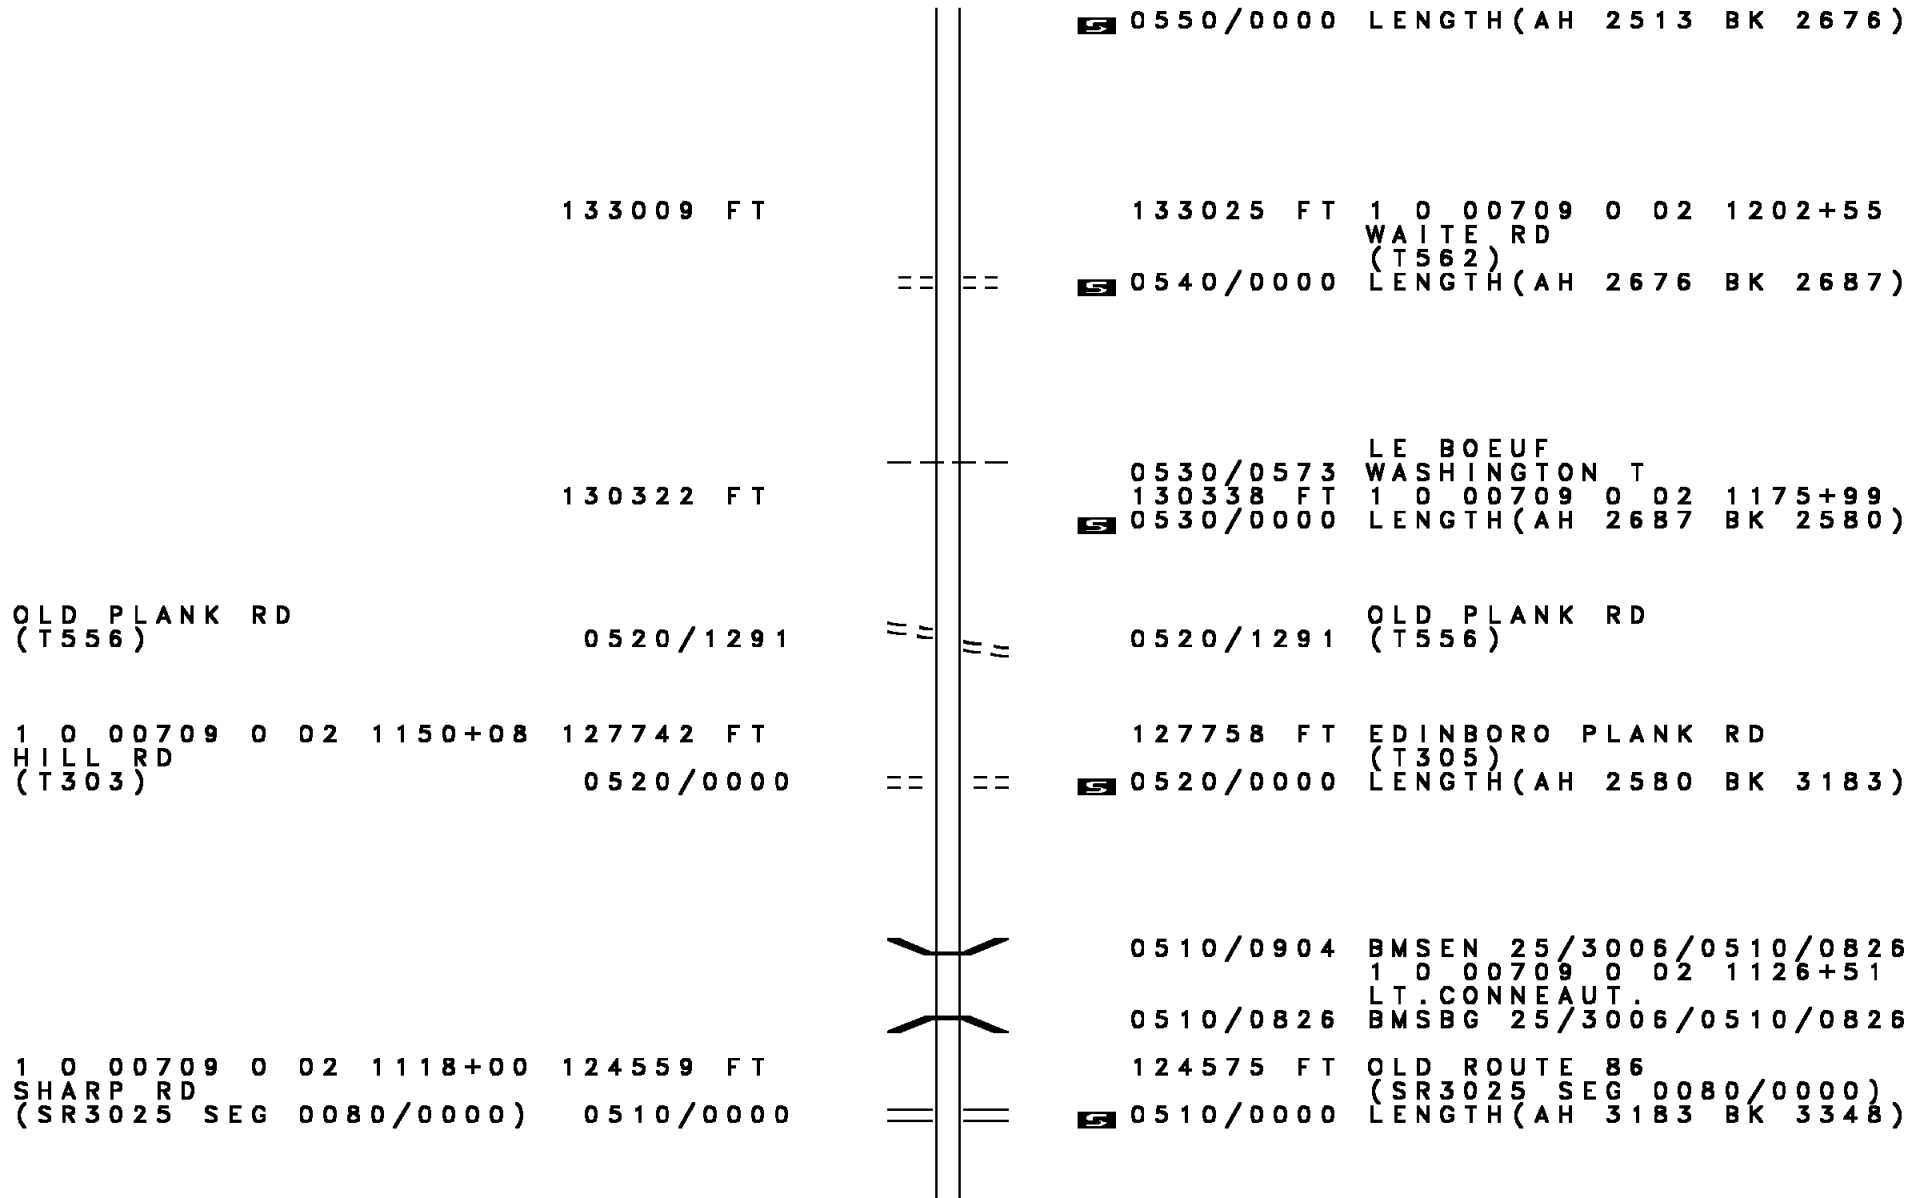 S 0550/0000 LENGTH(AH 2513 BK 2676)
133009 FT 133025 FT 1 0 00709 0 02 1202+55
WAITE RD
(T562)
S 0540/0000 LENGTH(AH 2676 BK 2687)
LE BOEUF
0530/0573 WASHINGTON T
130322 FT 130338 FT 1 0 00709 0 02 1175+99
S 0530/0000 LENGTH(AH 2687 BK 2580)
OLD PLANK RD OLD PLANK RD
(T556) 0520/1291 0520/1291 (T556)
1 0 00709 0 02 1150+08 127742 FT 127758 FT EDINBORO PLANK RD
HILL RD (T305)
(T303) 0520/0000 S 0520/0000 LENGTH(AH 2580 BK 3183)
0510/0904 BMSEN 25/3006/0510/0826
1 0 00709 0 02 1126+51
LT.CONNEAUT.
0510/0826 BMSBG 25/3006/0510/0826
1 0 00709 0 02 1118+00 124559 FT 124575 FT OLD ROUTE 86
SHARP RD (SR3025 SEG 0080/0000)
(SR3025 SEG 0080/0000) 0510/0000 S 0510/0000 LENGTH(AH 3183 BK 3348)